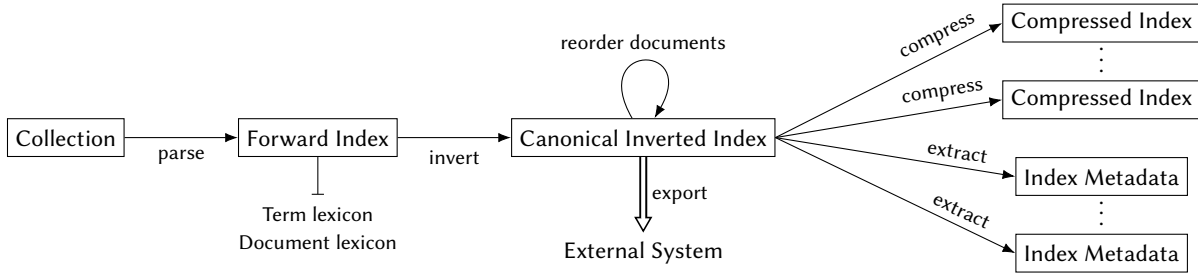 Compressed Index
compress
reorder documents
compress
Compressed Index
Collection
parse
Forward Index
invert
Canonical Inverted Index
extract
Index Metadata
export
extract
Term lexicon
Document lexicon
External System
Index Metadata